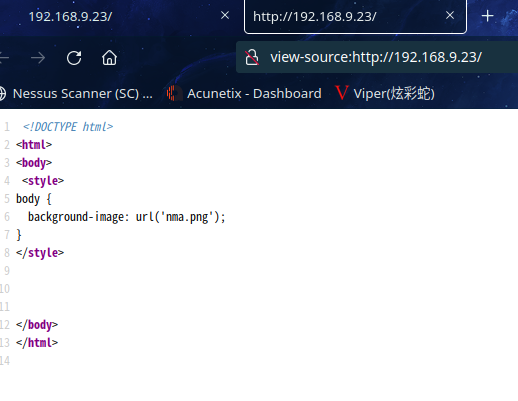 192.168.9.23/ × http://192.168.9.23/ × +
view-source:http://192.168.9.23/
Nessus Scanner (SC) ... Acunetix - Dashboard Viper(炫彩蛇)
1 <!DOCTYPE html>
2 <html>
3 <body>
4 <style>
5 body {
6 background-image: url('nma.png');
7 }
8 </style>
9
10
11
12 </body>
13 </html>
14